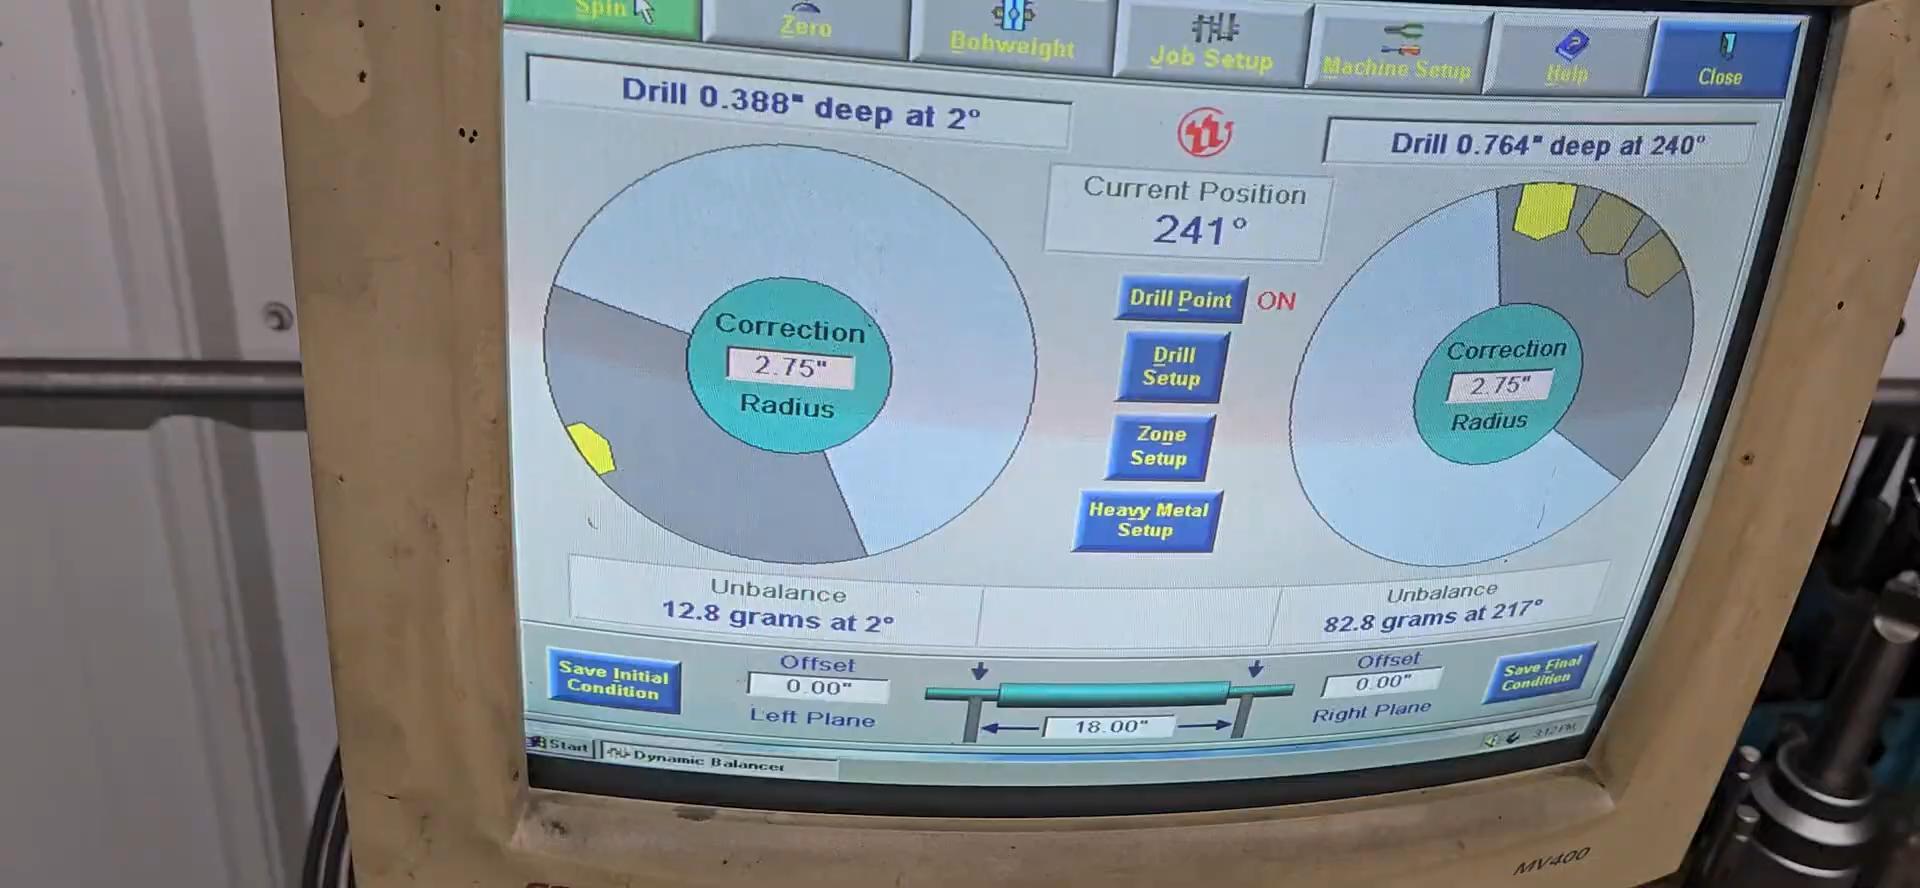 Spin
Zero
Bobweight
Job Setup
Machine Setup
Help
Close
Drill 0.388" deep at 2°
Drill 0.764" deep at 240°
Current Position
241°
Drill Point ON
Drill
Setup
Zone
Setup
Heavy Metal
Setup
Correction
2.75"
Radius
Correction
2.75"
Radius
Unbalance
12.8 grams at 2°
Unbalance
82.8 grams at 217°
Save Initial
Condition
Offset
0.00"
Left Plane
18.00"
Offset
0.00"
Right Plane
Save Final
Condition
Start
Dynamic Balancer
3:12 PM
MV400